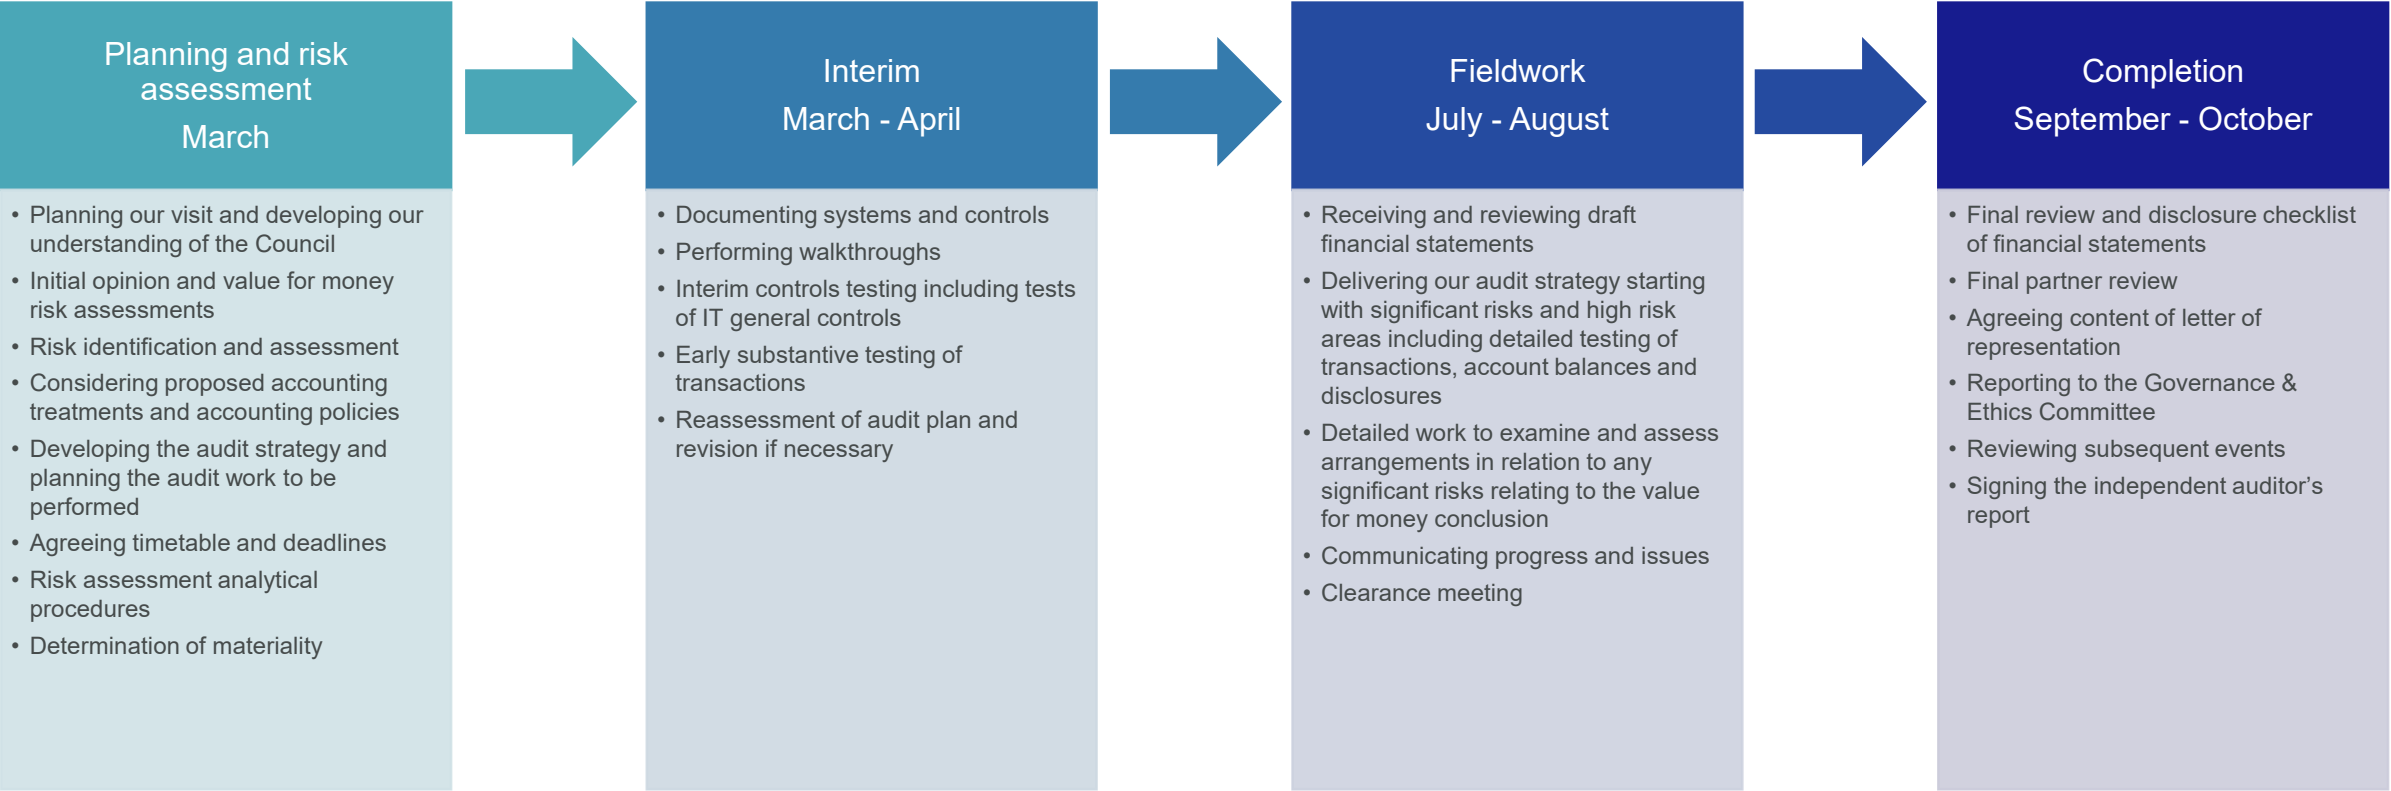 Planning and risk
assessment
March
• Planning our visit and developing our
understanding of the Council
• Initial opinion and value for money
risk assessments
• Risk identification and assessment
• Considering proposed accounting
treatments and accounting policies
• Developing the audit strategy and
planning the audit work to be
performed
• Agreeing timetable and deadlines
• Risk assessment analytical
procedures
• Determination of materiality
Interim
March - April
• Documenting systems and controls
• Performing walkthroughs
• Interim controls testing including tests
of IT general controls
• Early substantive testing of
transactions
• Reassessment of audit plan and
revision if necessary
Fieldwork
July - August
• Receiving and reviewing draft
financial statements
• Delivering our audit strategy starting
with significant risks and high risk
areas including detailed testing of
transactions, account balances and
disclosures
• Detailed work to examine and assess
arrangements in relation to any
significant risks relating to the value
for money conclusion
• Communicating progress and issues
• Clearance meeting
Completion
September - October
• Final review and disclosure checklist
of financial statements
• Final partner review
• Agreeing content of letter of
representation
• Reporting to the Governance &
Ethics Committee
• Reviewing subsequent events
• Signing the independent auditor’s
report